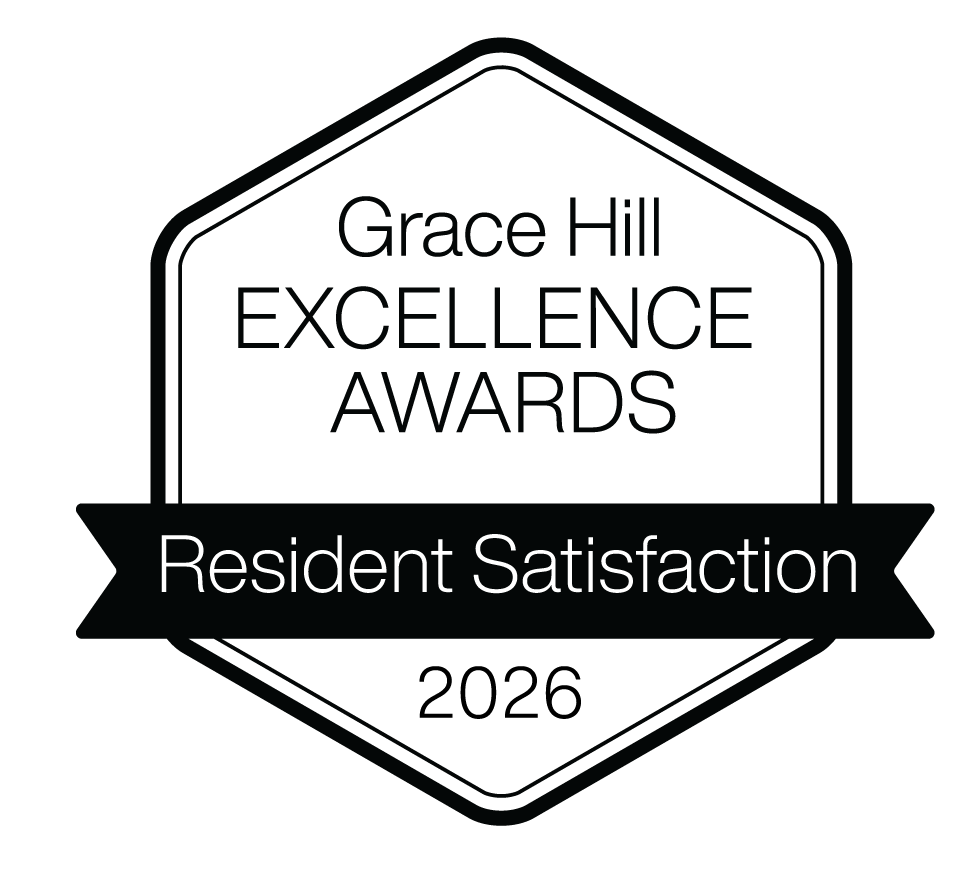 Grace Hill
EXCELLENCE
AWARDS
Resident Satisfaction
2026